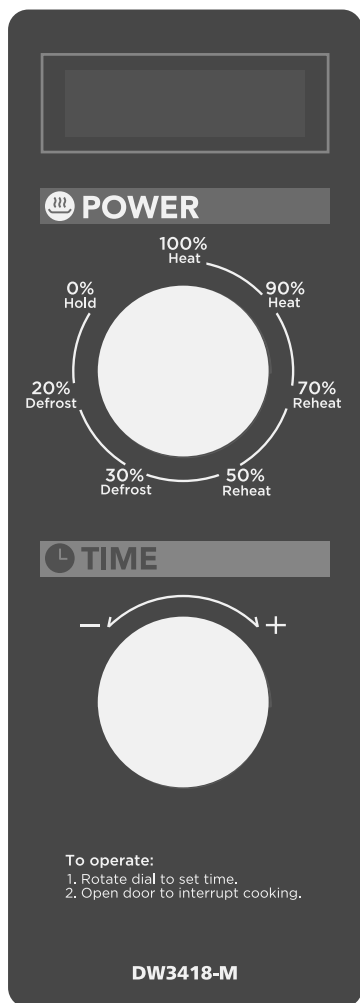 POWER
100%
Heat
0%
Hold
90%
Heat
20%
Defrost
70%
Reheat
30%
Defrost
50%
Reheat
TIME
− +
To operate:
1. Rotate dial to set time.
2. Open door to interrupt cooking.
DW3418-M